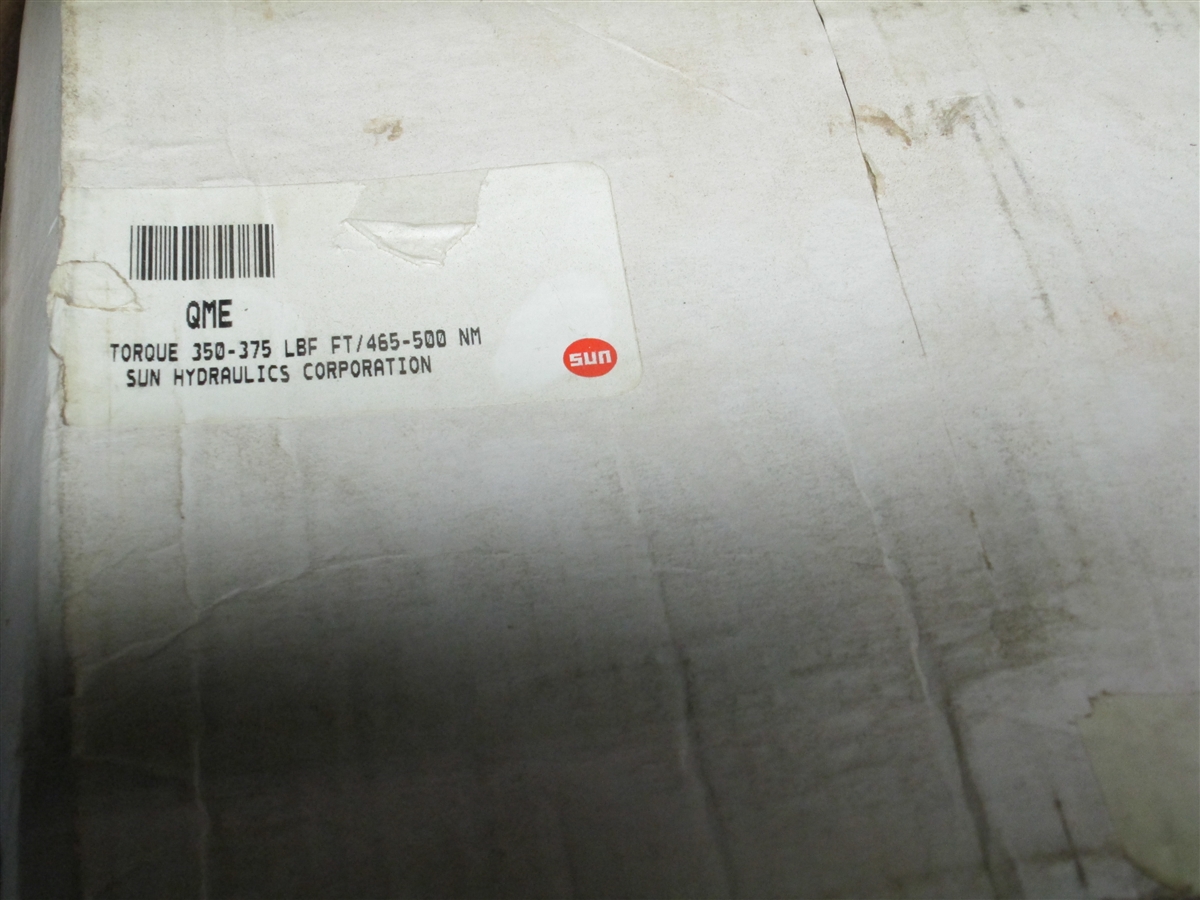 QME
TORQUE 350-375 LBF FT/465-500 NM
SUN HYDRAULICS CORPORATION
sun